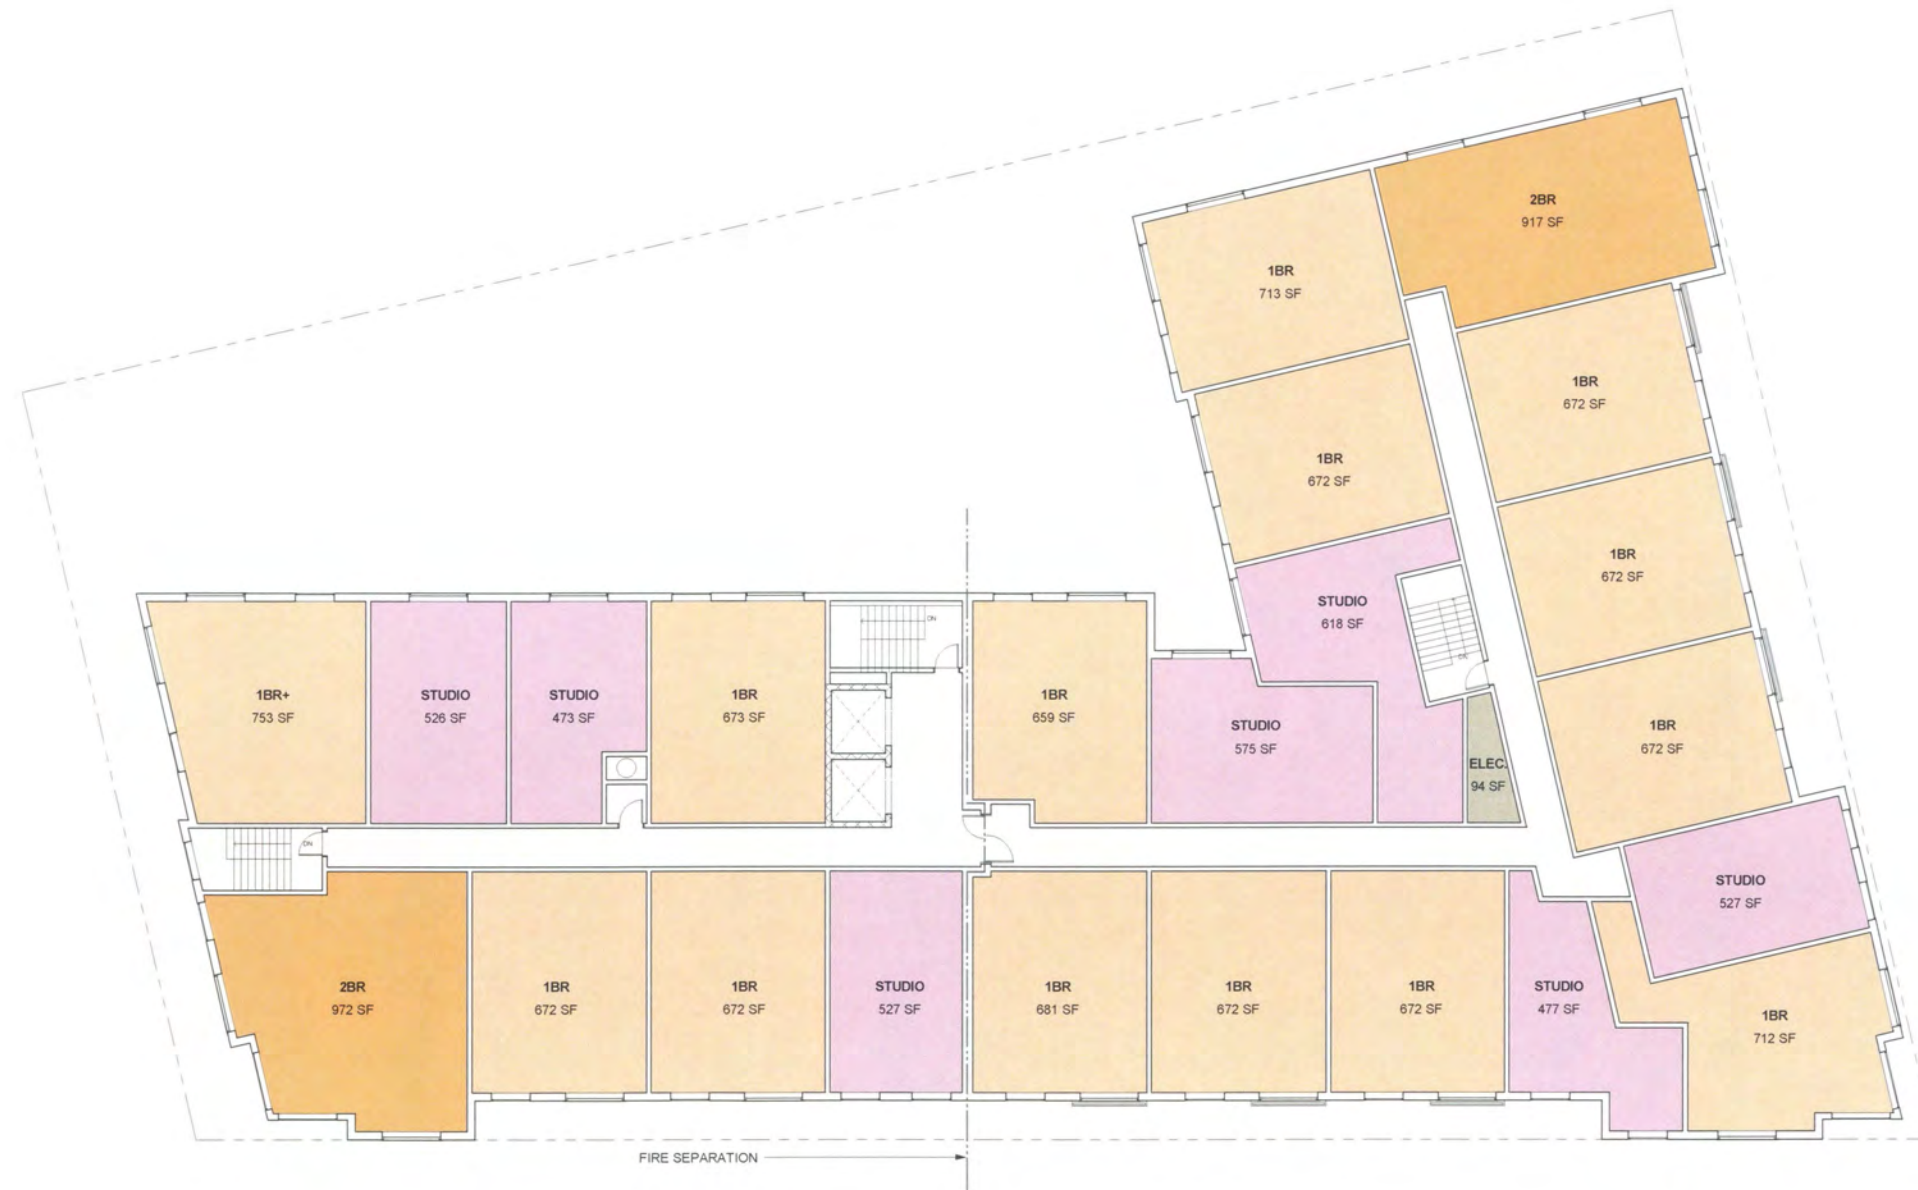 2BR
917 SF
1BR
713 SF
1BR
672 SF
1BR
672 SF
1BR
672 SF
STUDIO
618 SF
DN
DN
1BR+
753 SF
STUDIO
526 SF
STUDIO
473 SF
1BR
673 SF
1BR
659 SF
STUDIO
575 SF
1BR
672 SF
ELEC.
94 SF
DN
STUDIO
527 SF
2BR
972 SF
1BR
672 SF
1BR
672 SF
STUDIO
527 SF
1BR
681 SF
1BR
672 SF
1BR
672 SF
STUDIO
477 SF
1BR
712 SF
FIRE SEPARATION